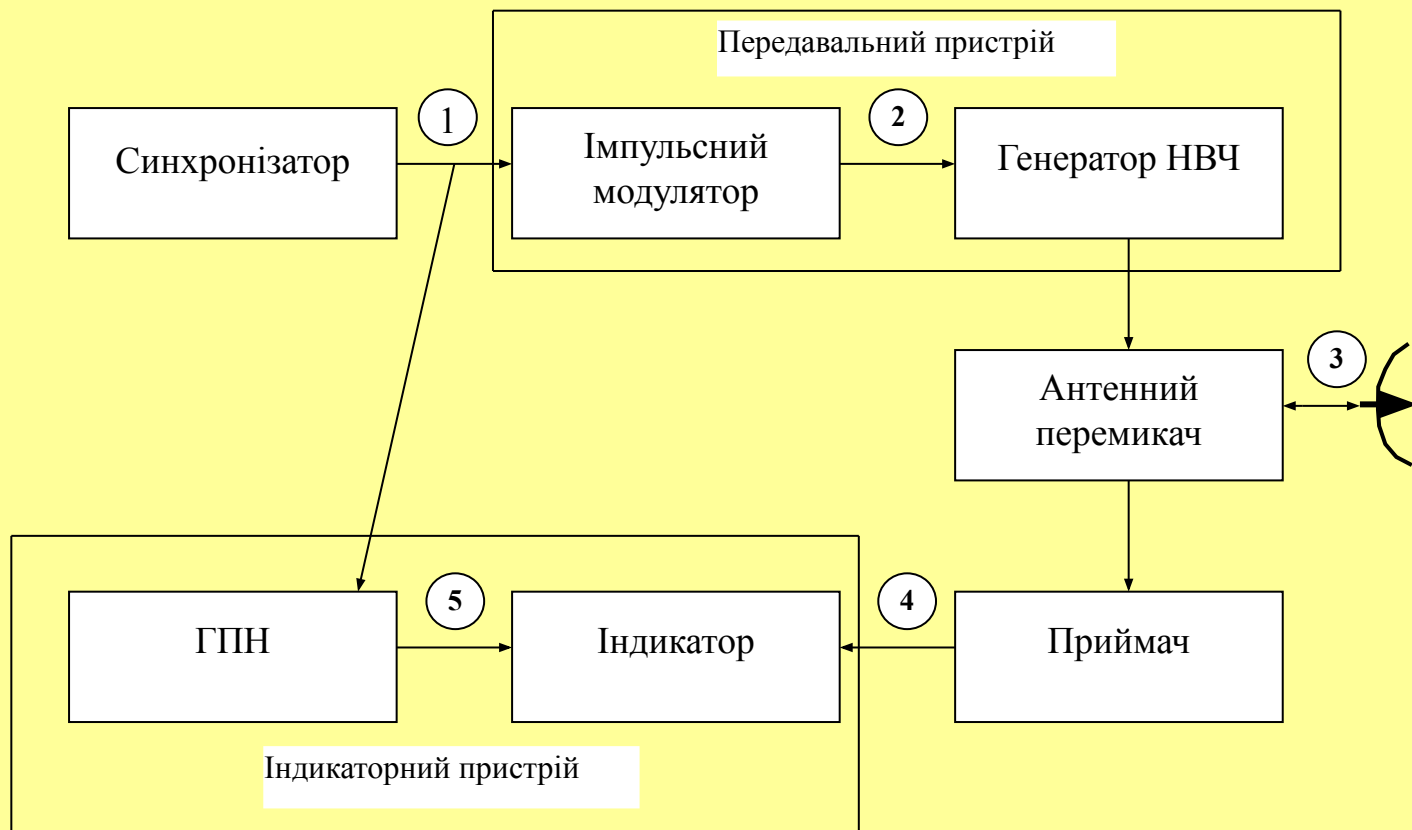 Передавальний пристрій
1
2
Синхронізатор
Імпульсний
модулятор
Генератор НВЧ
3
Антенний
перемикач
5
4
ГПН
Індикатор
Приймач
Індикаторний пристрій